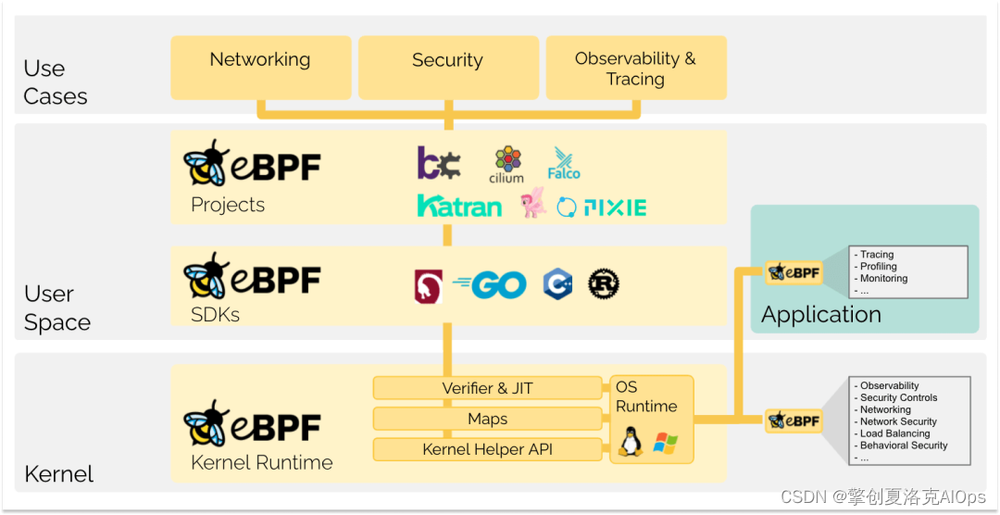 Use
Cases
Networking
Security
Observability &
Tracing
User
Space
eBPF
Projects
bcc
cilium
Falco
Katran
PIXIE
eBPF
SDKs
GO
C++
R
eBPF
- Tracing
- Profiling
- Monitoring
- ...
Application
Kernel
eBPF
Kernel Runtime
Verifier & JIT
Maps
Kernel Helper API
OS
Runtime
eBPF
- Observability
- Security Controls
- Networking
- Network Security
- Load Balancing
- Behavioral Security
- ...
CSDN @擎创夏洛克AIOps